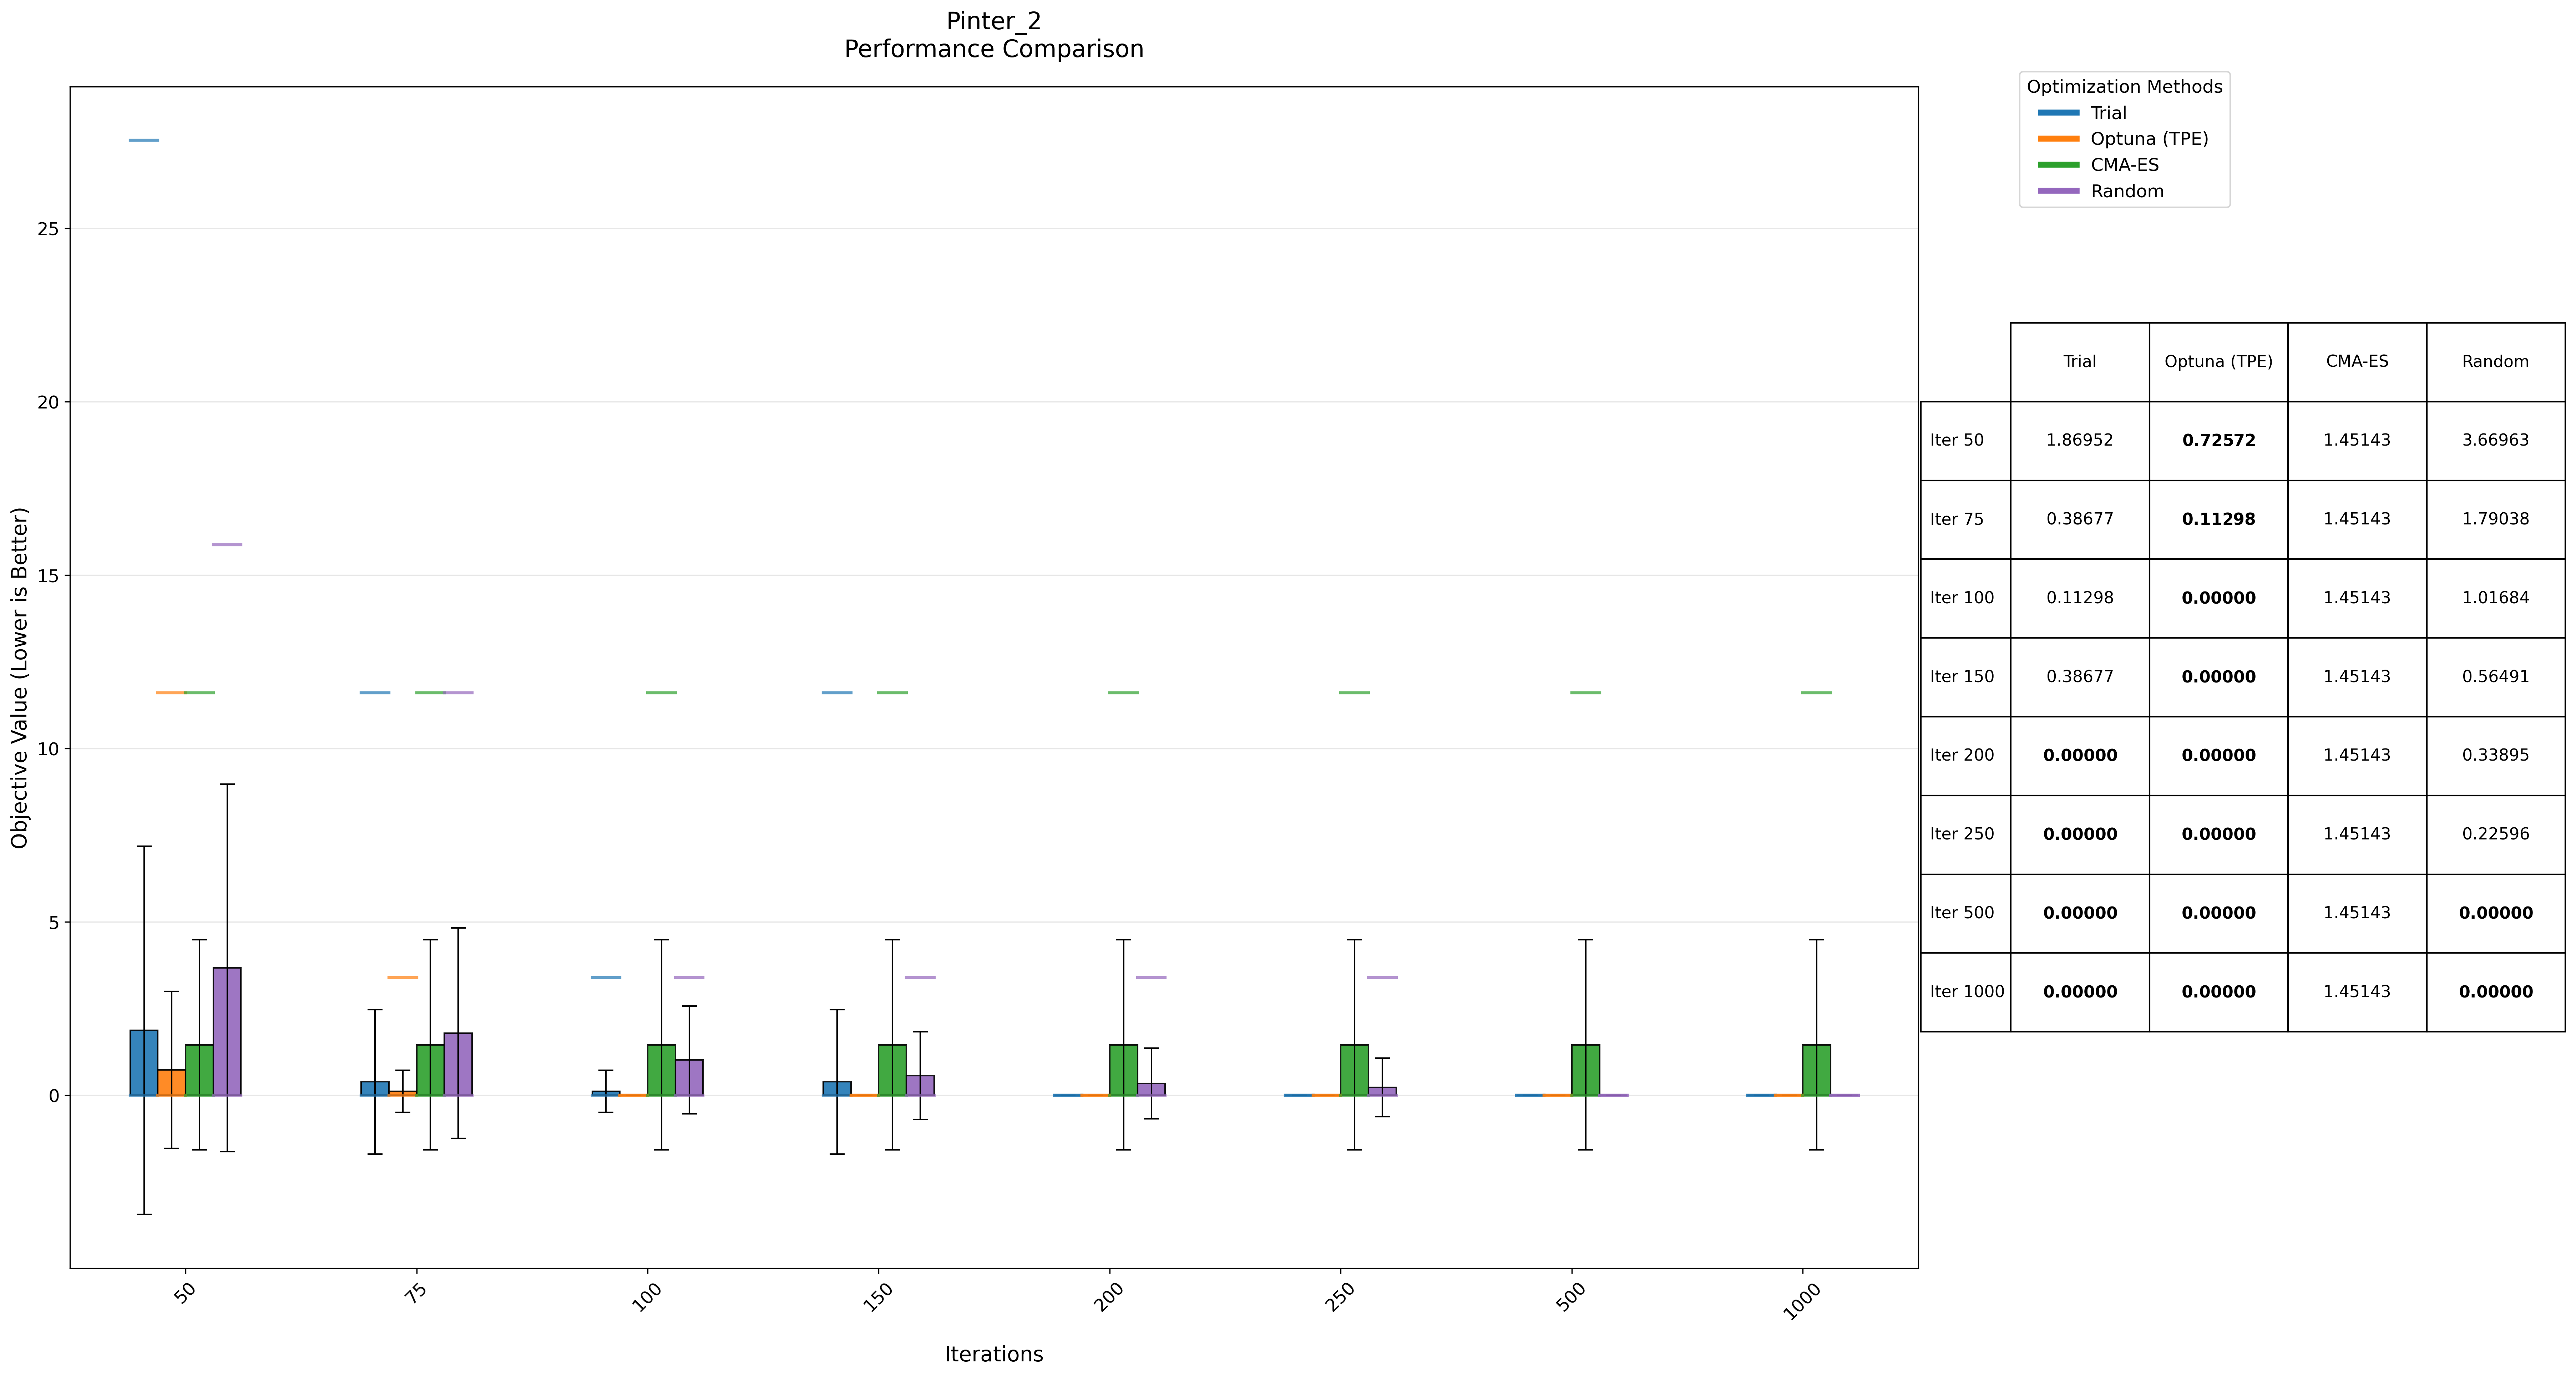 Pinter_2
Performance Comparison
Objective Value (Lower is Better)
25
20
15
10
5
0
50
75
100
150
200
250
500
1000
Iterations
Optimization Methods
Trial
Optuna (TPE)
CMA-ES
Random
Trial Optuna (TPE) CMA-ES Random
Iter 50 1.86952 0.72572 1.45143 3.66963
Iter 75 0.38677 0.11298 1.45143 1.79038
Iter 100 0.11298 0.00000 1.45143 1.01684
Iter 150 0.38677 0.00000 1.45143 0.56491
Iter 200 0.00000 0.00000 1.45143 0.33895
Iter 250 0.00000 0.00000 1.45143 0.22596
Iter 500 0.00000 0.00000 1.45143 0.00000
Iter 1000 0.00000 0.00000 1.45143 0.00000